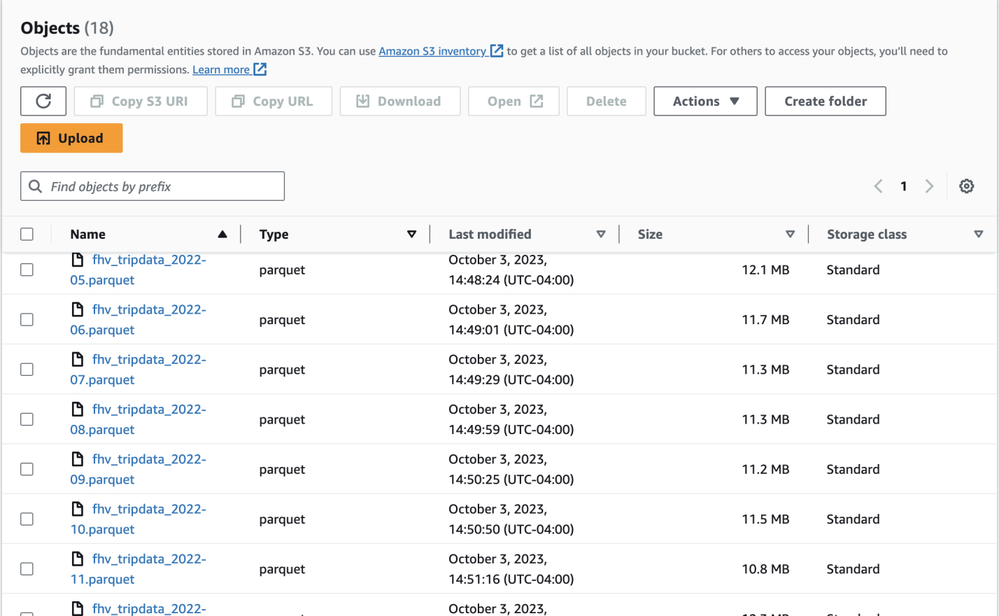 Objects (18)
Objects are the fundamental entities stored in Amazon S3. You can use Amazon S3 inventory to get a list of all objects in your bucket. For others to access your objects, you'll need to
explicitly grant them permissions. Learn more
Copy S3 URI Copy URL Download Open Delete Actions Create folder
Upload
Find objects by prefix 1
Name Type Last modified Size Storage class
fhv_tripdata_2022- October 3, 2023,
parquet 12.1 MB Standard
05.parquet 14:48:24 (UTC-04:00)
fhv_tripdata_2022- October 3, 2023,
parquet 11.7 MB Standard
06.parquet 14:49:01 (UTC-04:00)
fhv_tripdata_2022- October 3, 2023,
parquet 11.3 MB Standard
07.parquet 14:49:29 (UTC-04:00)
fhv_tripdata_2022- October 3, 2023,
parquet 11.3 MB Standard
08.parquet 14:49:59 (UTC-04:00)
fhv_tripdata_2022- October 3, 2023,
parquet 11.2 MB Standard
09.parquet 14:50:25 (UTC-04:00)
fhv_tripdata_2022- October 3, 2023,
parquet 11.5 MB Standard
10.parquet 14:50:50 (UTC-04:00)
fhv_tripdata_2022- October 3, 2023,
parquet 10.8 MB Standard
11.parquet 14:51:16 (UTC-04:00)
fhv_tripdata_2022- October 3, 2023,